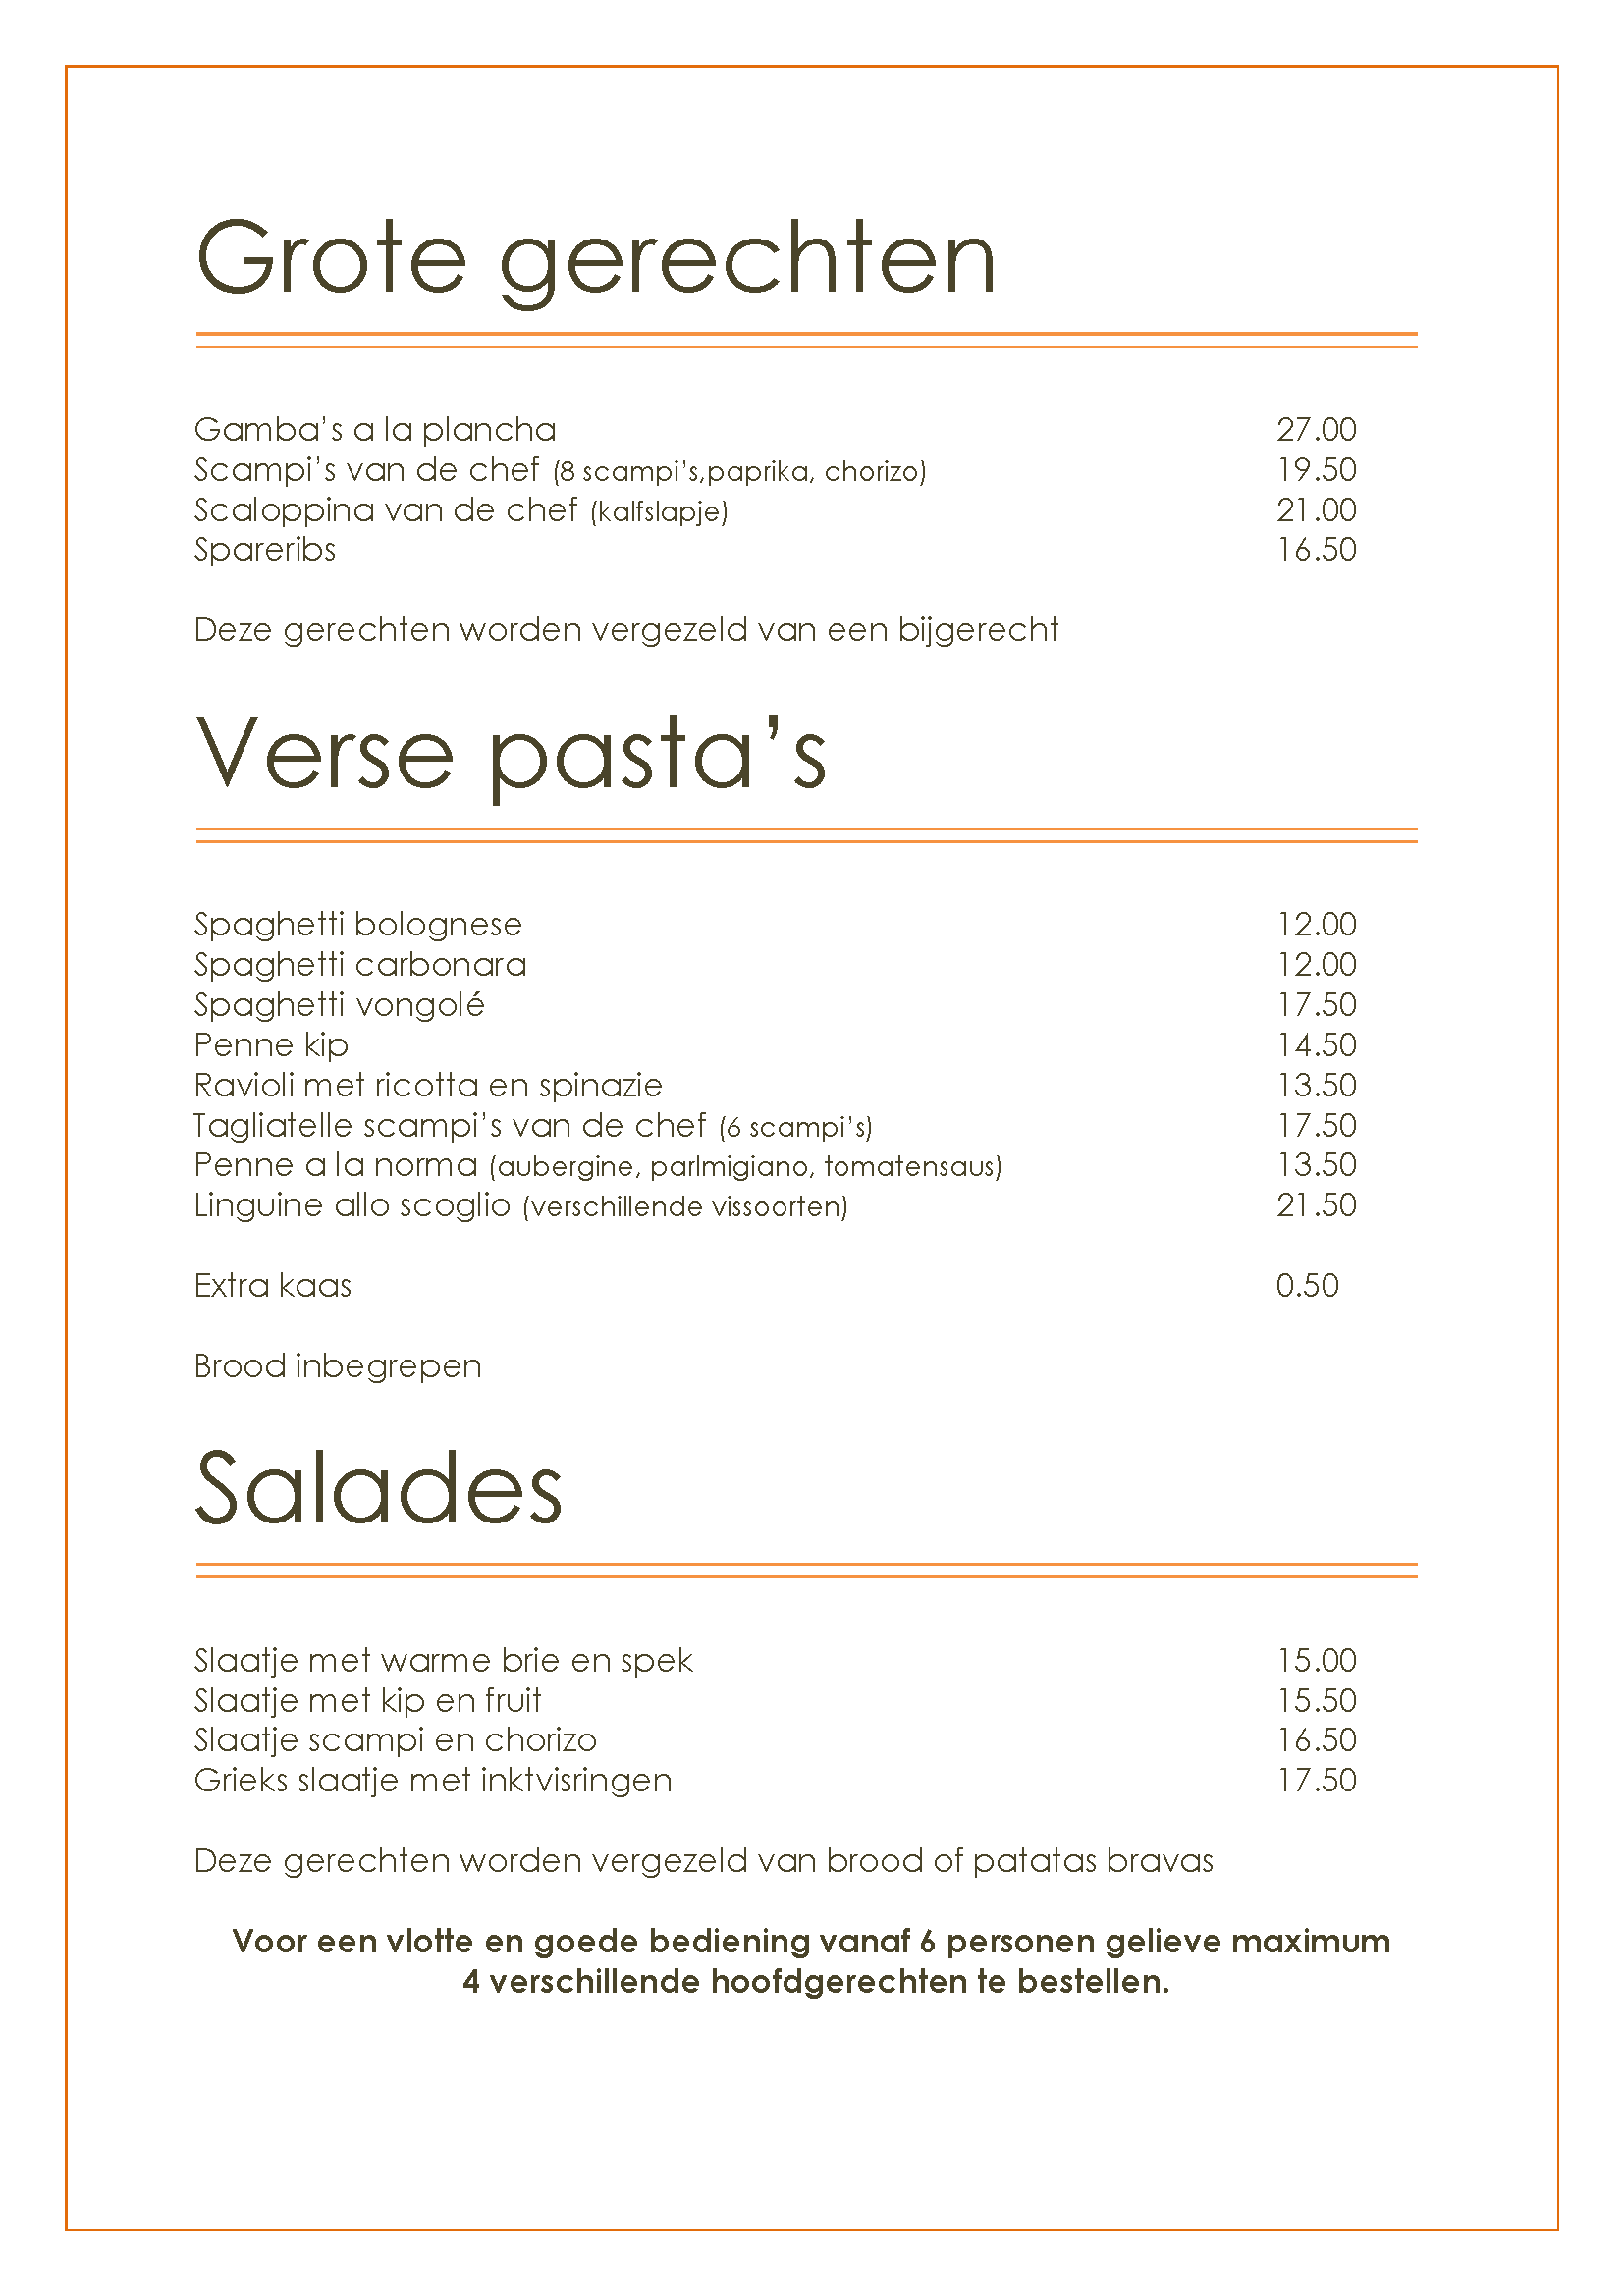 Grote gerechten
Gamba’s a la plancha 27.00
Scampi’s van de chef (8 scampi’s,paprika, chorizo) 19.50
Scaloppina van de chef (kalfslapje) 21.00
Spareribs 16.50
Deze gerechten worden vergezeld van een bijgerecht
Verse pasta’s
Spaghetti bolognese 12.00
Spaghetti carbonara 12.00
Spaghetti vongolé 17.50
Penne kip 14.50
Ravioli met ricotta en spinazie 13.50
Tagliatelle scampi’s van de chef (6 scampi’s) 17.50
Penne a la norma (aubergine, parlmigiano, tomatensaus) 13.50
Linguine allo scoglio (verschillende vissoorten) 21.50
Extra kaas 0.50
Brood inbegrepen
Salades
Slaatje met warme brie en spek 15.00
Slaatje met kip en fruit 15.50
Slaatje scampi en chorizo 16.50
Grieks slaatje met inktvisringen 17.50
Deze gerechten worden vergezeld van brood of patatas bravas
Voor een vlotte en goede bediening vanaf 6 personen gelieve maximum
4 verschillende hoofdgerechten te bestellen.